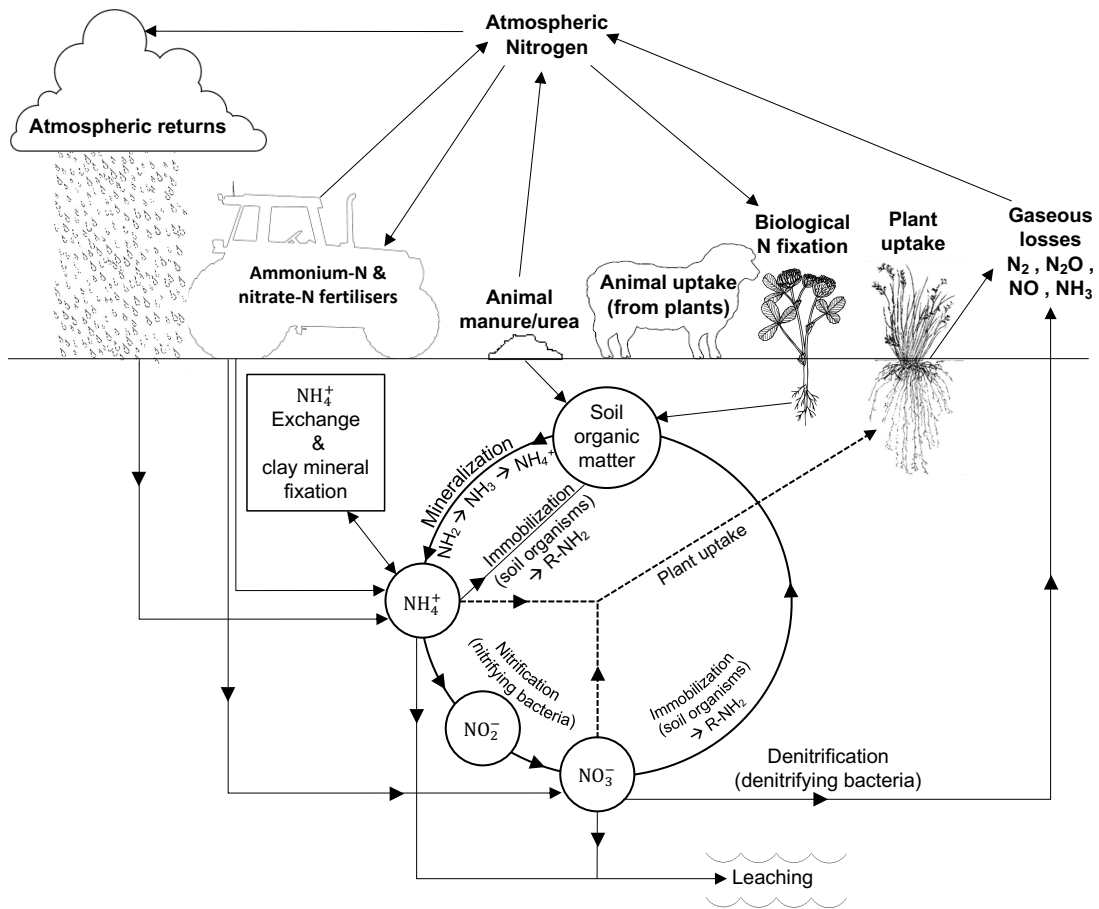 Atmospheric
Nitrogen
Atmospheric returns
Ammonium-N &
nitrate-N fertilisers
Animal
manure/urea
Animal uptake
(from plants)
Biological
N fixation
Plant
uptake
Gaseous
losses
N₂ , N₂O ,
NO , NH₃
NH₄⁺
Exchange
&
clay mineral
fixation
Soil
organic
matter
Mineralization
NH₂ → NH₃ → NH₄⁺
Immobilization
(soil organisms)
→ R-NH₂
Plant uptake
NH₄⁺
Nitrification
(nitrifying bacteria)
NO₂⁻
NO₃⁻
Immobilization
(soil organisms)
→ R-NH₂
Denitrification
(denitrifying bacteria)
Leaching